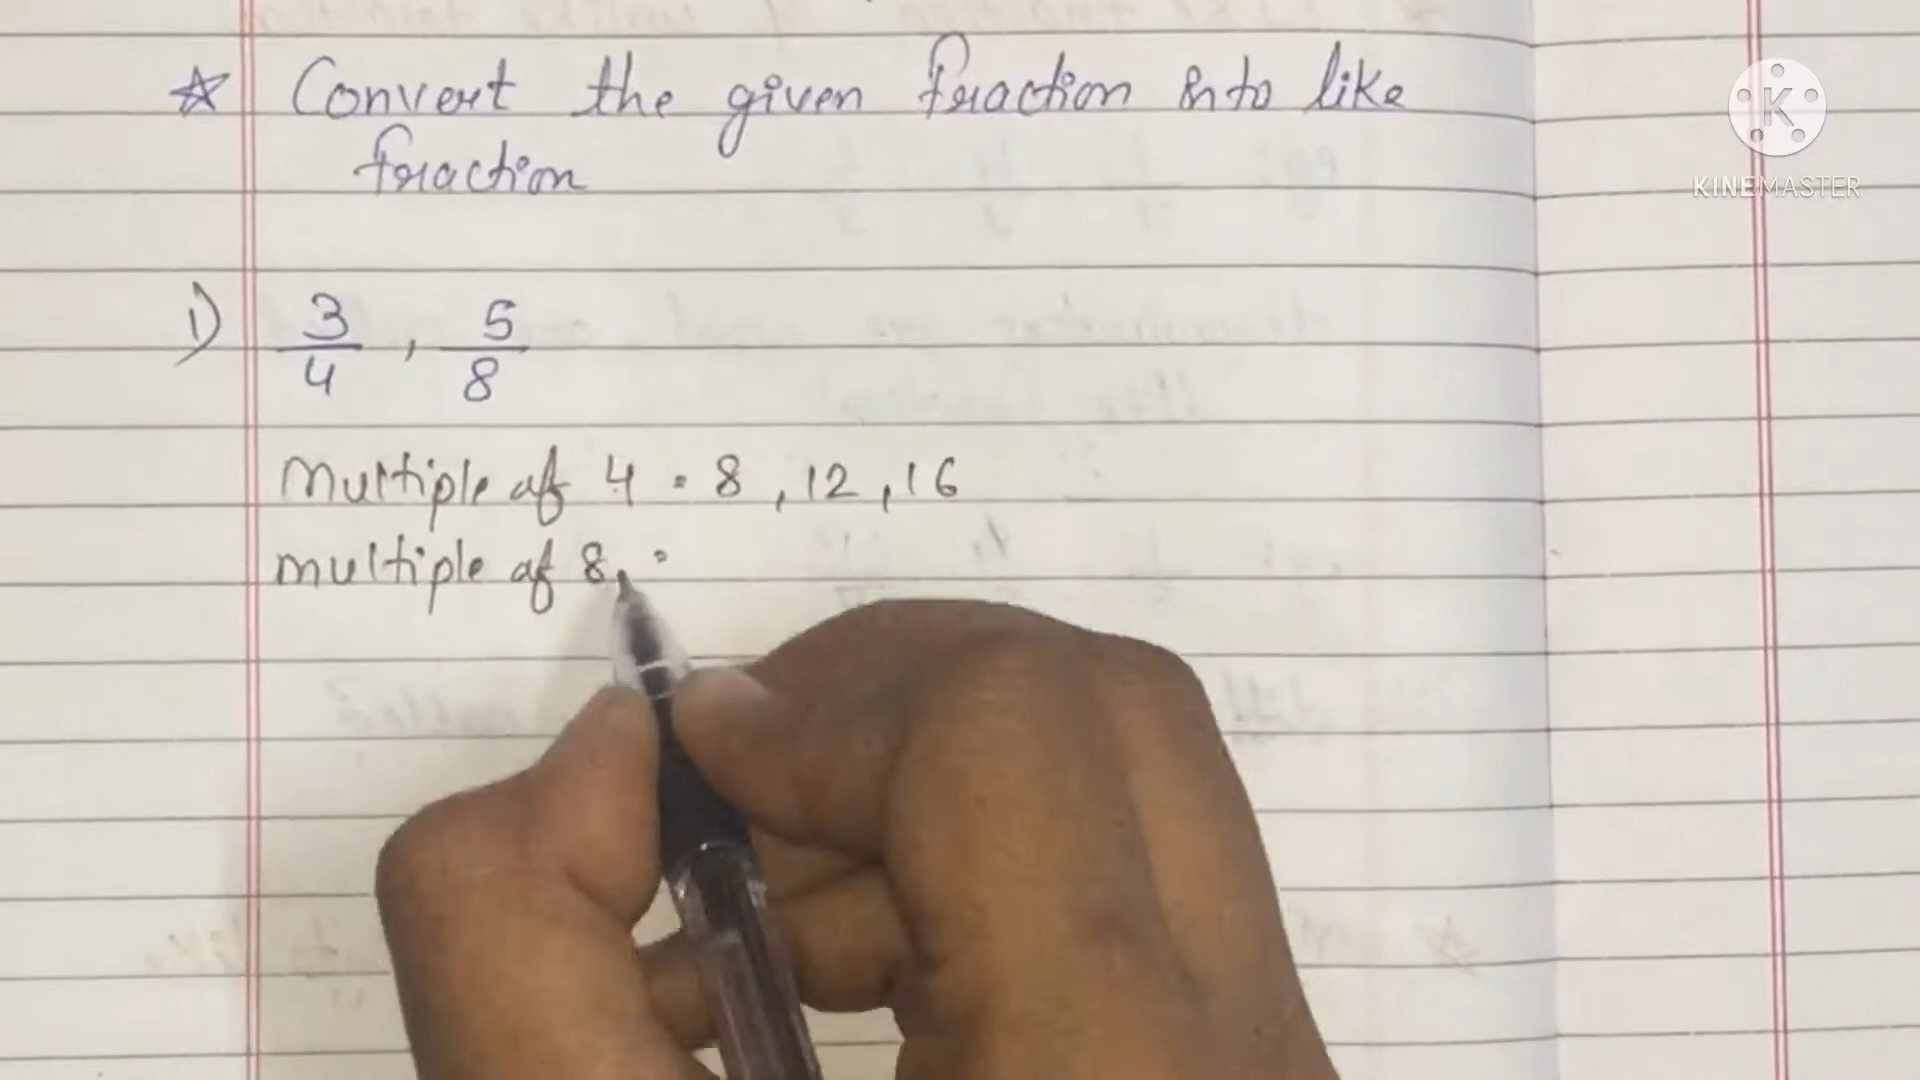 ☆ Convert the given fraction into like
fraction
1) 3/4 , 5/8
Multiple of 4 = 8, 12, 16
multiple of 8 =
K
KINEMASTER